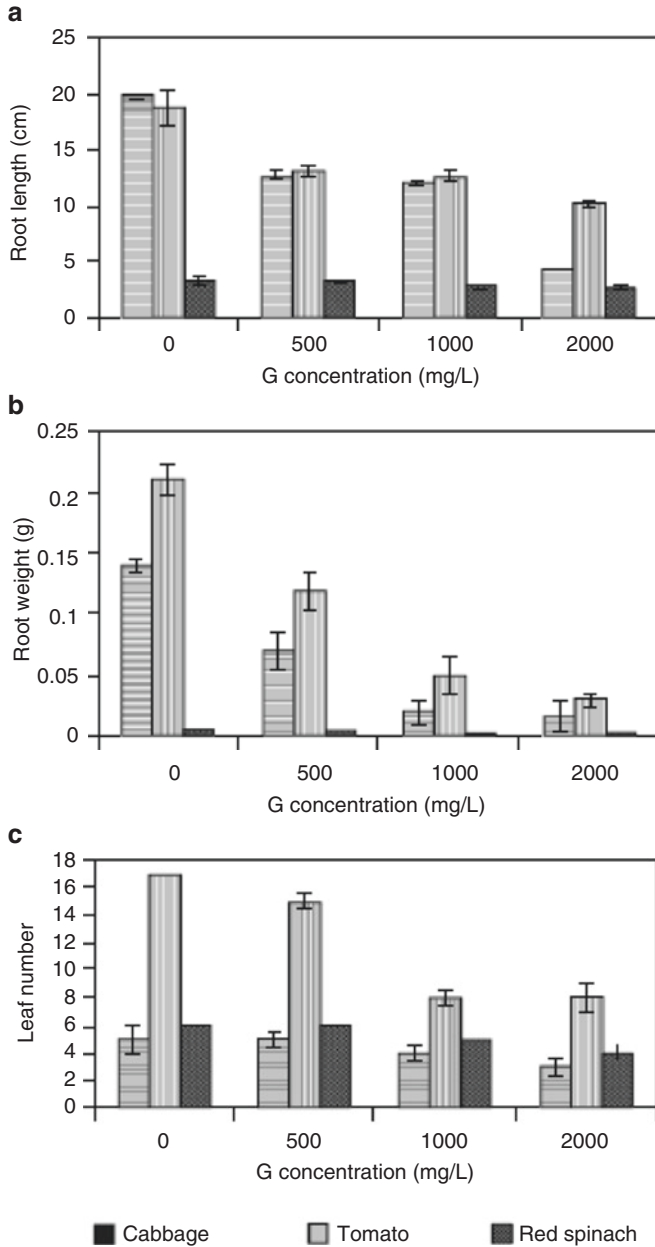 a
25
20
15
10
5
0
Root length (cm)
0 500 1000 2000
G concentration (mg/L)
b
0.25
0.2
0.15
0.1
0.05
0
Root weight (g)
0 500 1000 2000
G concentration (mg/L)
c
18
16
14
12
10
8
6
4
2
0
Leaf number
0 500 1000 2000
G concentration (mg/L)
Cabbage Tomato Red spinach